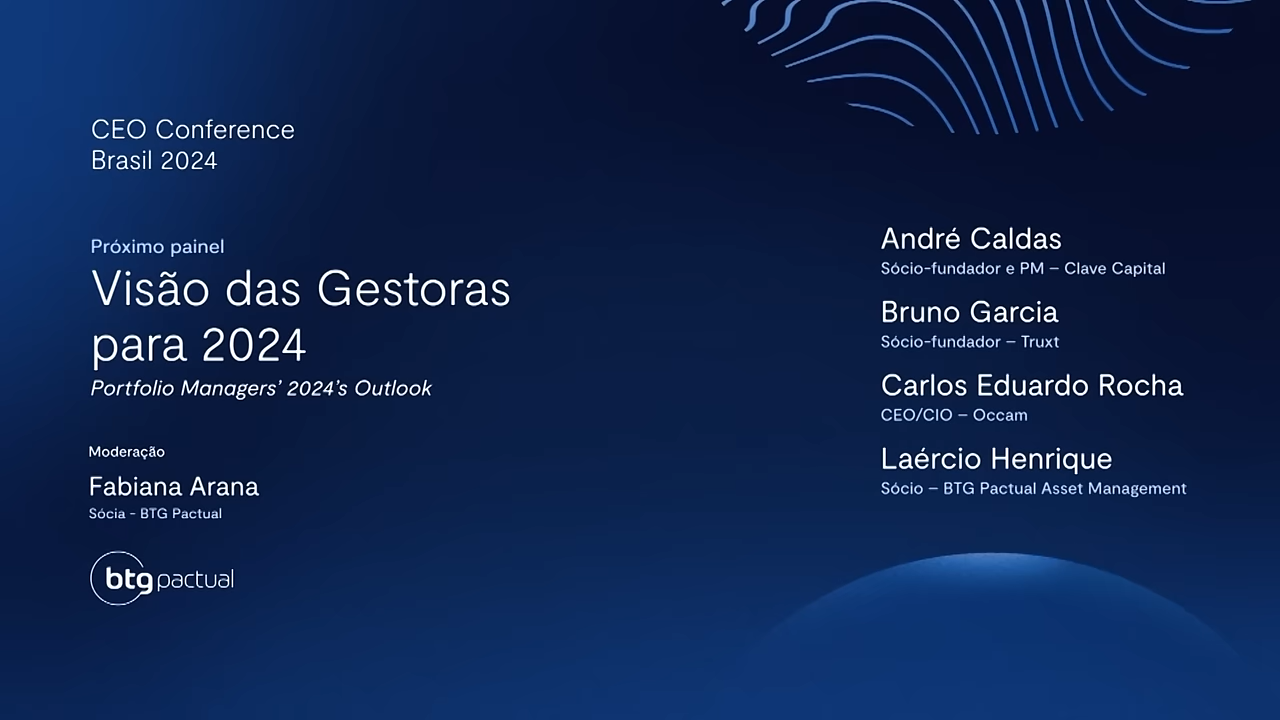 CEO Conference
Brasil 2024
Próximo painel
Visão das Gestoras
para 2024
Portfolio Managers’ 2024’s Outlook
Moderação
Fabiana Arana
Sócia - BTG Pactual
btg pactual
André Caldas
Sócio-fundador e PM – Clave Capital
Bruno Garcia
Sócio-fundador – Truxt
Carlos Eduardo Rocha
CEO/CIO – Occam
Laércio Henrique
Sócio – BTG Pactual Asset Management